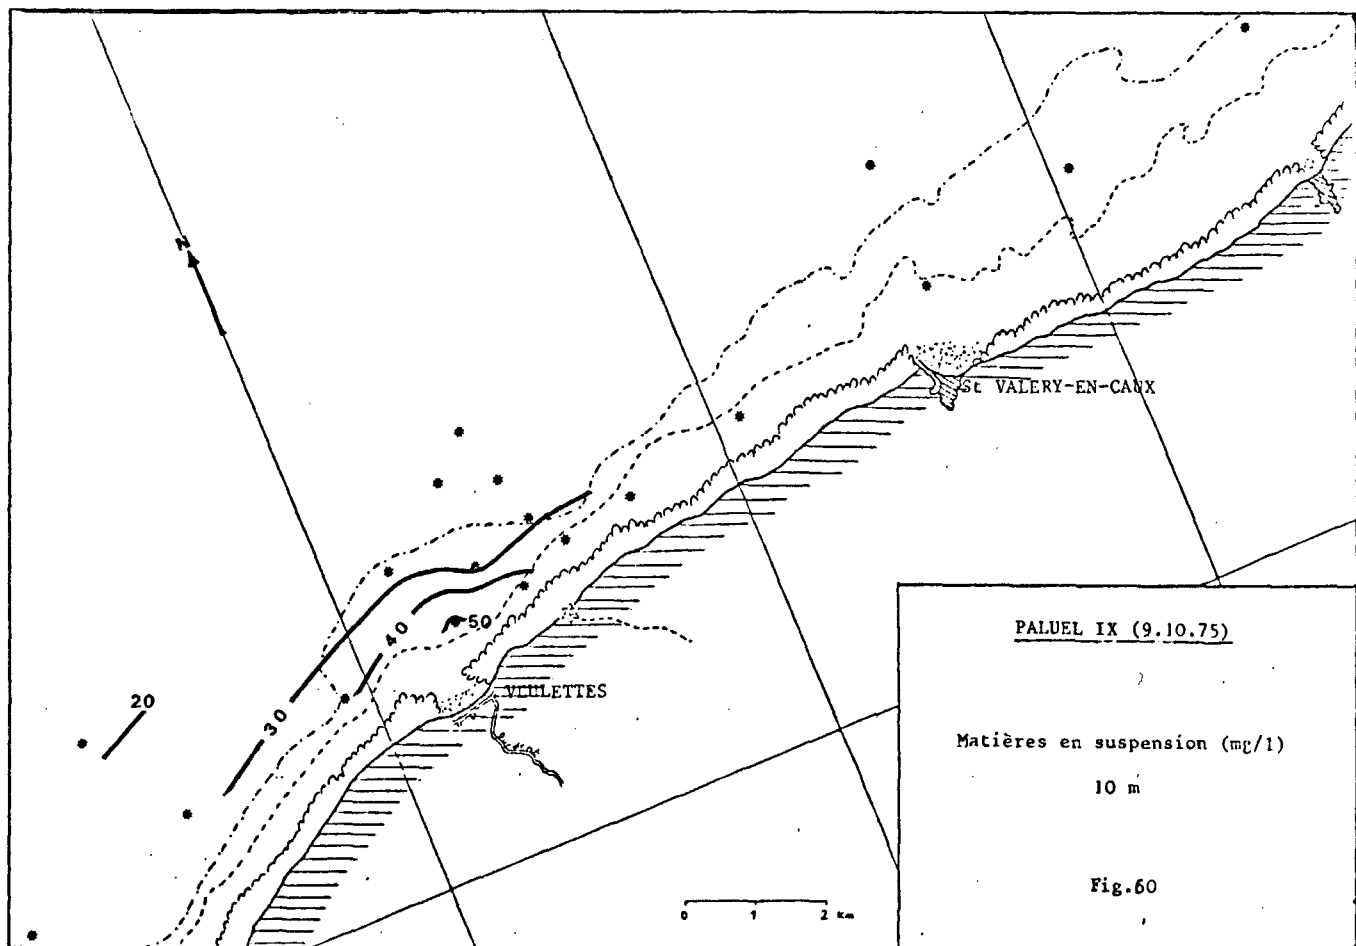 N
St VALERY-EN-CAUX
50
40
VEULETTES
20
30
0 1 2 Km
PALUEL IX (9.10.75)
Matières en suspension (mg/l)
10 m
Fig.60